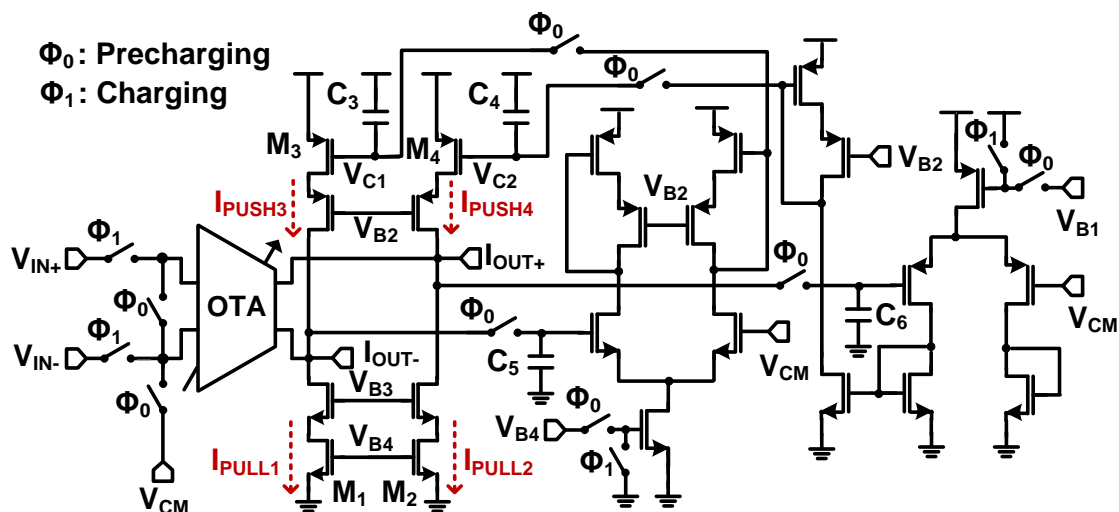 Φ0: Precharging
Φ1: Charging
Φ0
Φ0
C3
C4
M3
M4
VC1
VC2
VB2
VB2
VB2
Φ1
Φ0
VB1
IPUSH3
IPUSH4
VIN+
Φ1
IOUT+
OTA
Φ0
Φ0
Φ0
C6
VCM
VIN-
Φ1
IOUT-
C5
VCM
Φ0
VB3
VB4
Φ0
VB4
Φ1
IPULL1
IPULL2
VCM
M1
M2